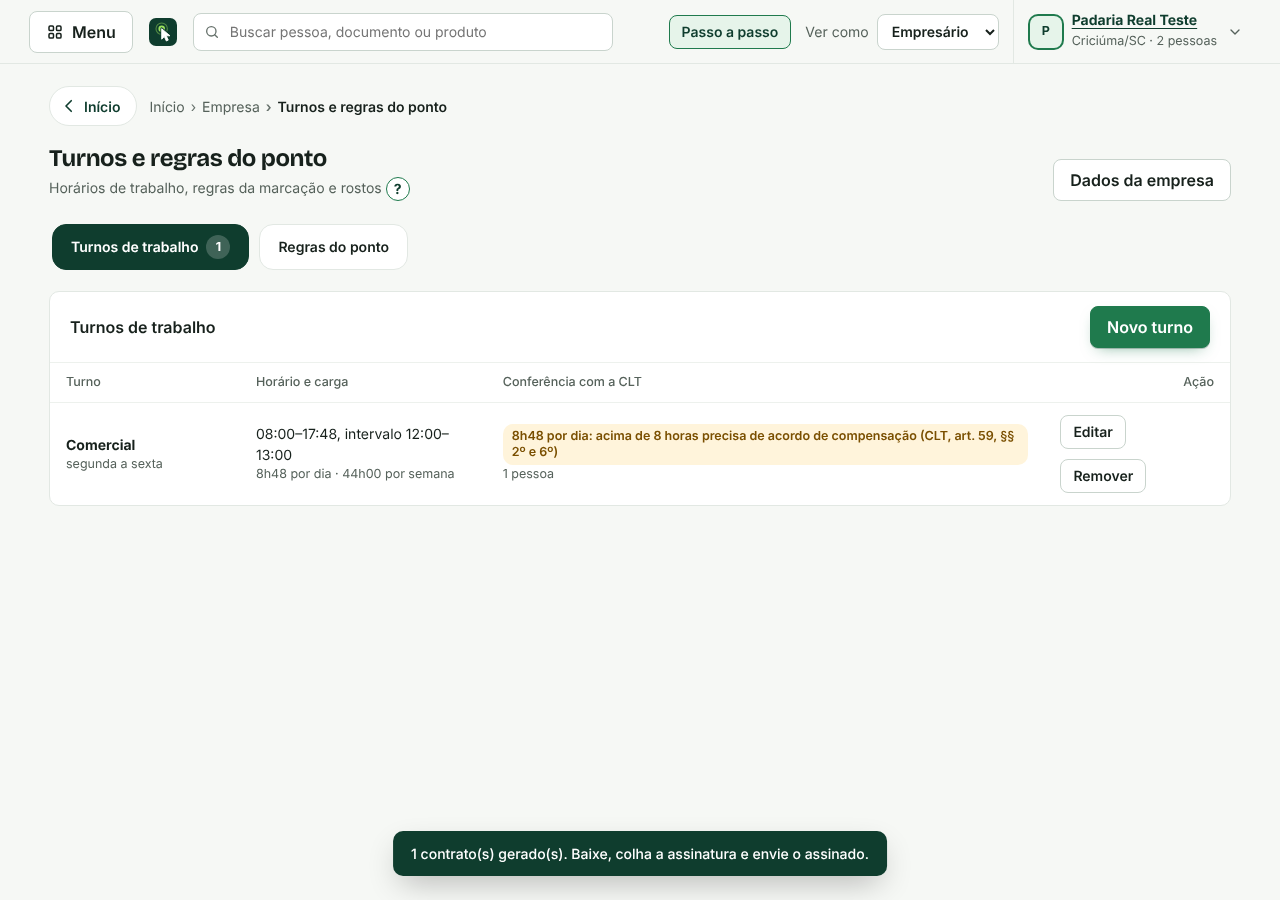 Menu
Buscar pessoa, documento ou produto
Passo a passo
Ver como
Empresário
P
Padaria Real Teste
Criciúma/SC · 2 pessoas
Início
Início › Empresa › Turnos e regras do ponto
Turnos e regras do ponto
Horários de trabalho, regras da marcação e rostos ?
Dados da empresa
Turnos de trabalho 1
Regras do ponto
Turnos de trabalho
Novo turno
Turno
Horário e carga
Conferência com a CLT
Ação
Comercial
segunda a sexta
08:00–17:48, intervalo 12:00–
13:00
8h48 por dia · 44h00 por semana
8h48 por dia: acima de 8 horas precisa de acordo de compensação (CLT, art. 59, §§
2º e 6º)
1 pessoa
Editar
Remover
1 contrato(s) gerado(s). Baixe, colha a assinatura e envie o assinado.